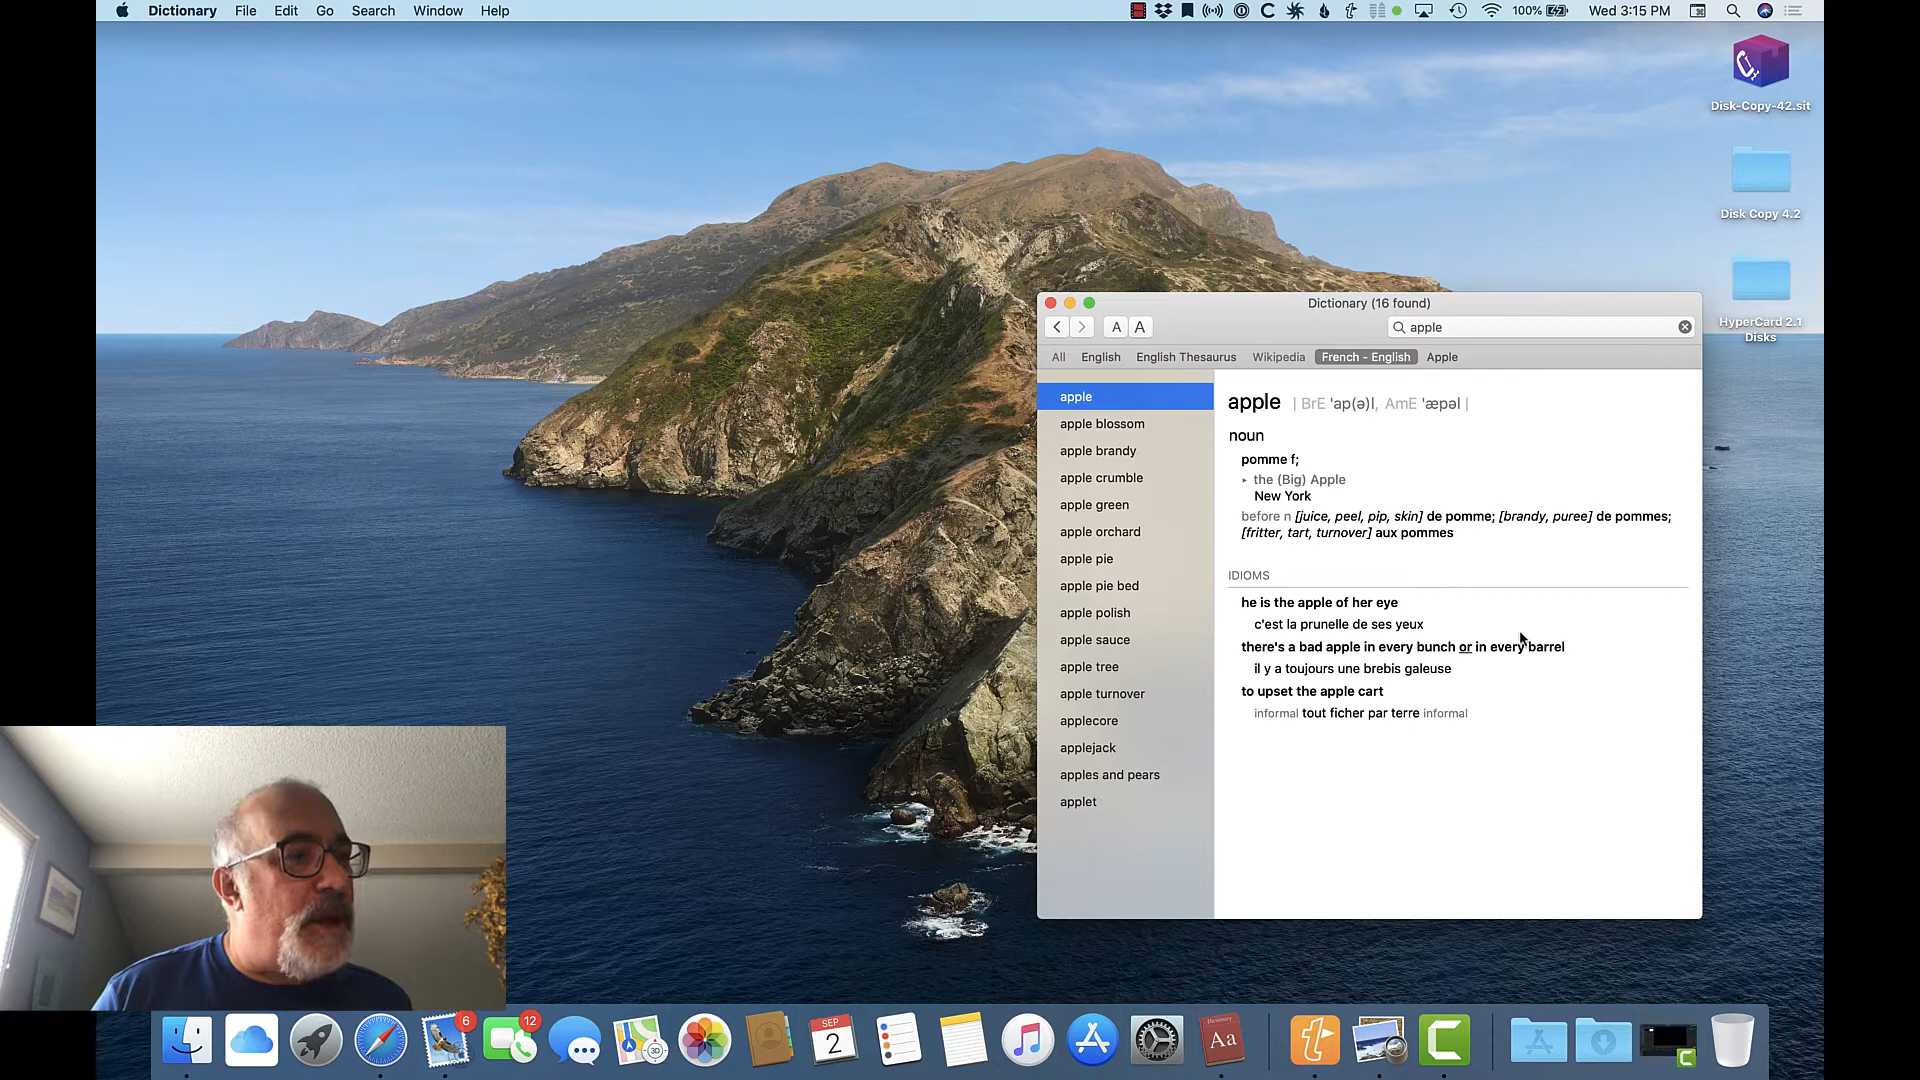 Dictionary File Edit Go Search Window Help
100% Wed 3:15 PM
Disk-Copy-42.sit
Disk Copy 4.2
HyperCard 2.1
Disks
Dictionary (16 found)
A A apple
All English English Thesaurus Wikipedia French - English Apple
apple
apple blossom
apple brandy
apple crumble
apple green
apple orchard
apple pie
apple pie bed
apple polish
apple sauce
apple tree
apple turnover
applecore
applejack
apples and pears
applet
apple | BrE 'ap(ə)l, AmE 'æpəl |
noun
pomme f;
▸ the (Big) Apple
New York
before n [juice, peel, pip, skin] de pomme; [brandy, puree] de pommes;
[fritter, tart, turnover] aux pommes
IDIOMS
he is the apple of her eye
c'est la prunelle de ses yeux
there's a bad apple in every bunch or in every barrel
il y a toujours une brebis galeuse
to upset the apple cart
informal tout ficher par terre informal
6
12
3D
SEP
2
Dictionary
Aa